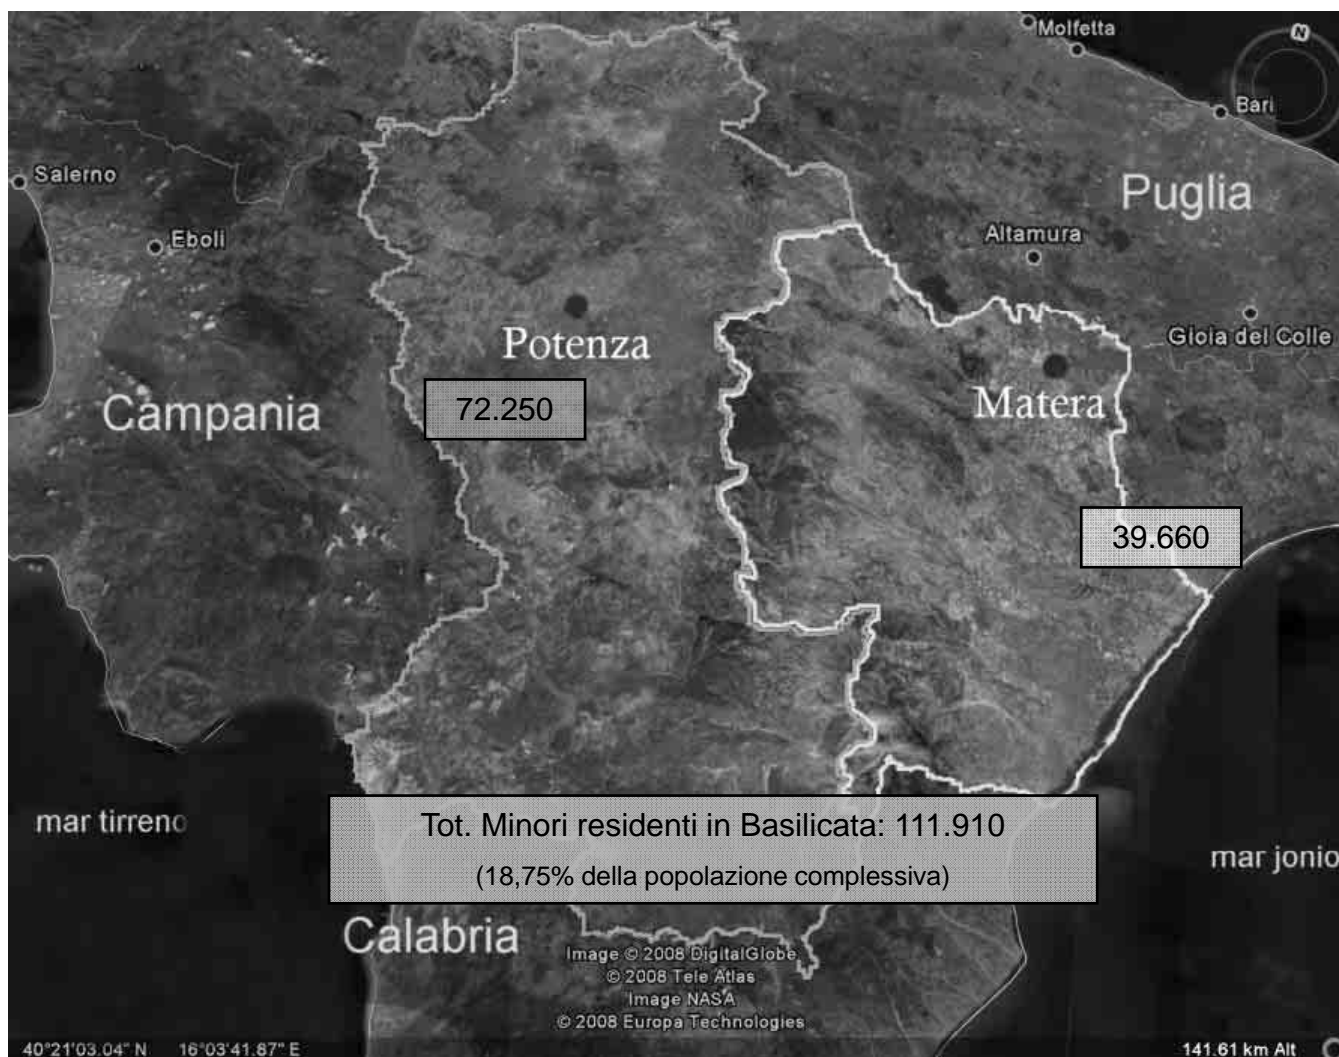 Molfetta
N
Bari
Salerno
Puglia
Eboli
Altamura
Potenza
Gioia del Colle
72.250
Campania
Matera
39.660
Tot. Minori residenti in Basilicata: 111.910
(18,75% della popolazione complessiva)
mar tirreno
mar jonio
Calabria
Image © 2008 DigitalGlobe
© 2008 Tele Atlas
Image NASA
© 2008 Europa Technologies
40°21'03.04" N 16°03'41.87" E
141.61 km Alt